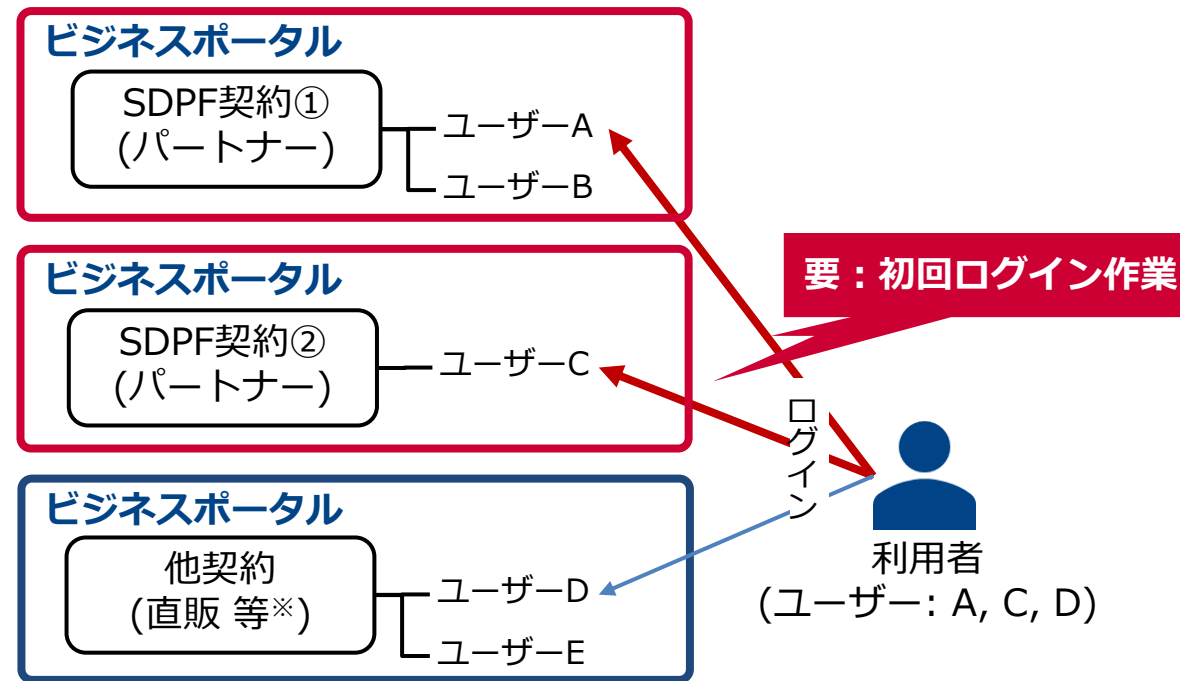 ビジネスポータル
SDPF契約①
(パートナー)
ユーザーA
ユーザーB
ビジネスポータル
SDPF契約②
(パートナー)
ユーザーC
要：初回ログイン作業
ログイン
ビジネスポータル
他契約
(直販 等※)
ユーザーD
ユーザーE
利用者
(ユーザー: A, C, D)